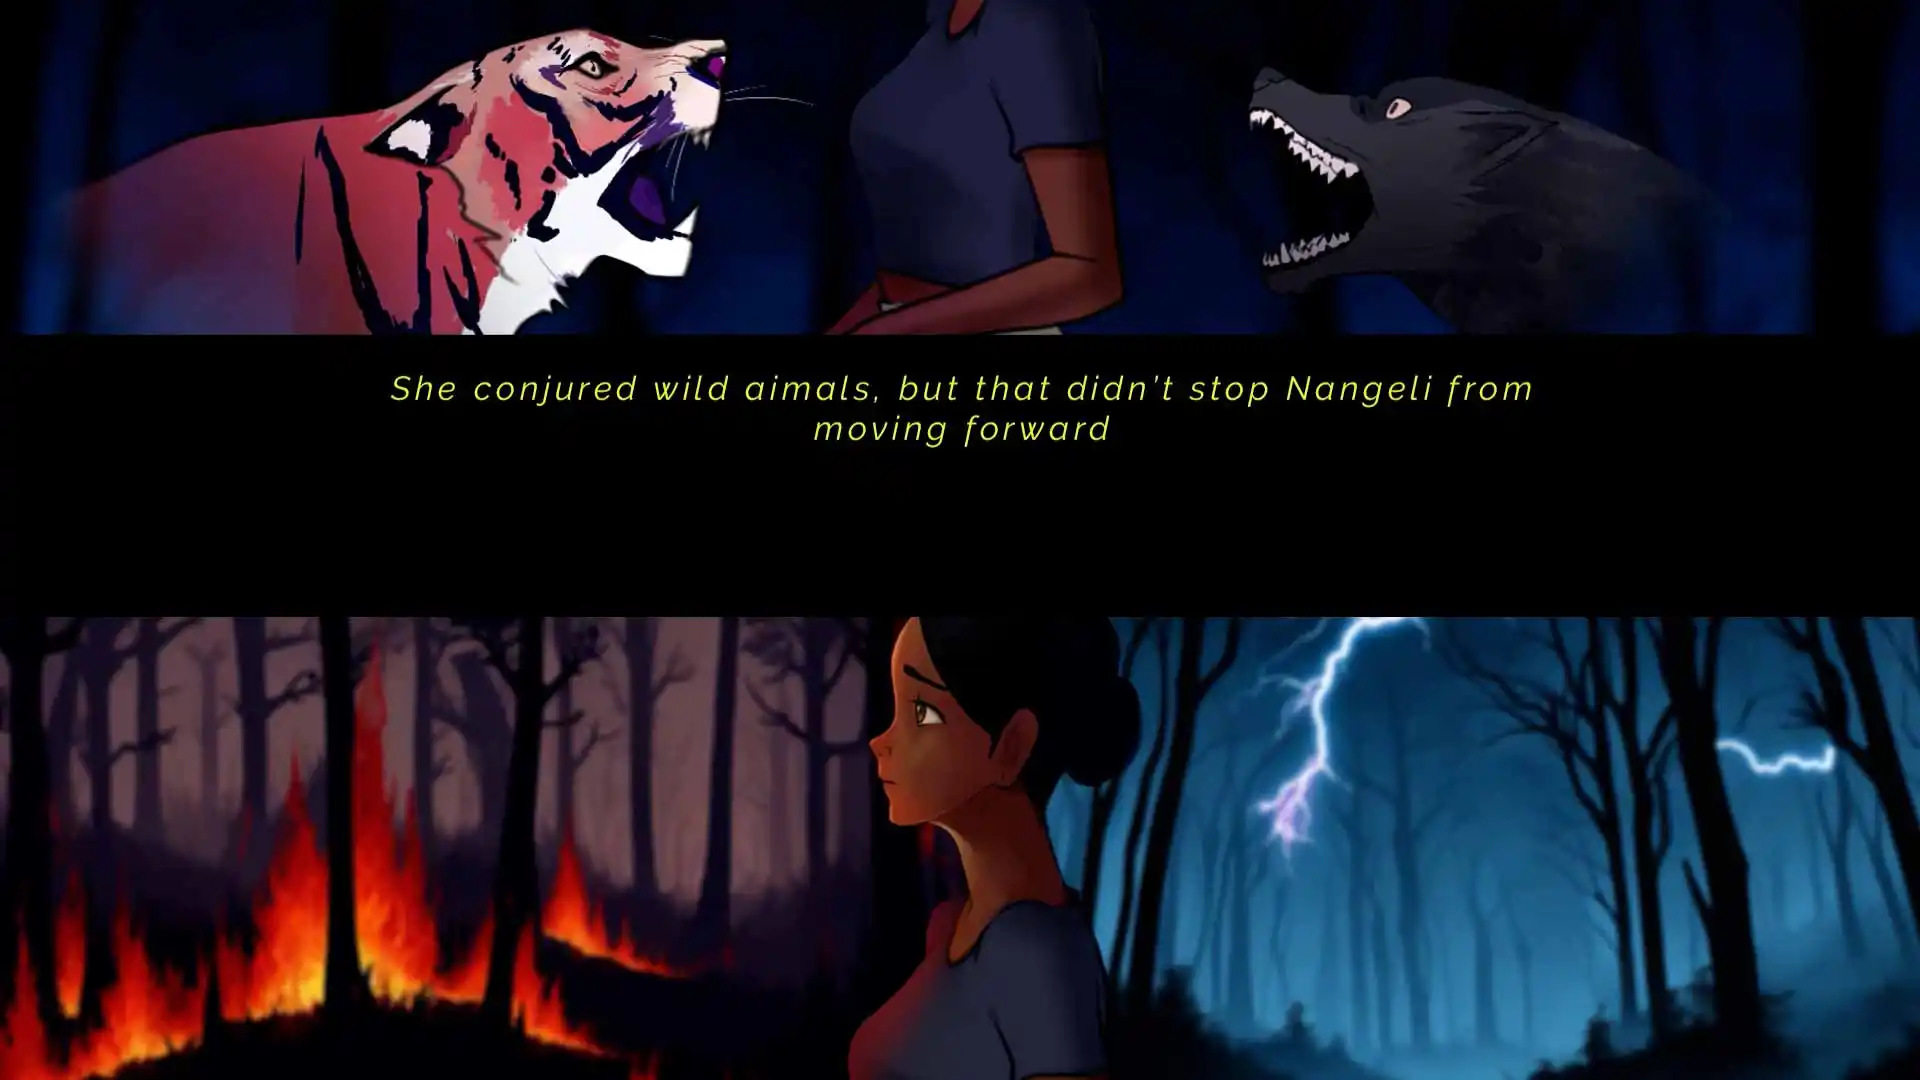 She conjured wild aimals, but that didn't stop Nangeli from
moving forward